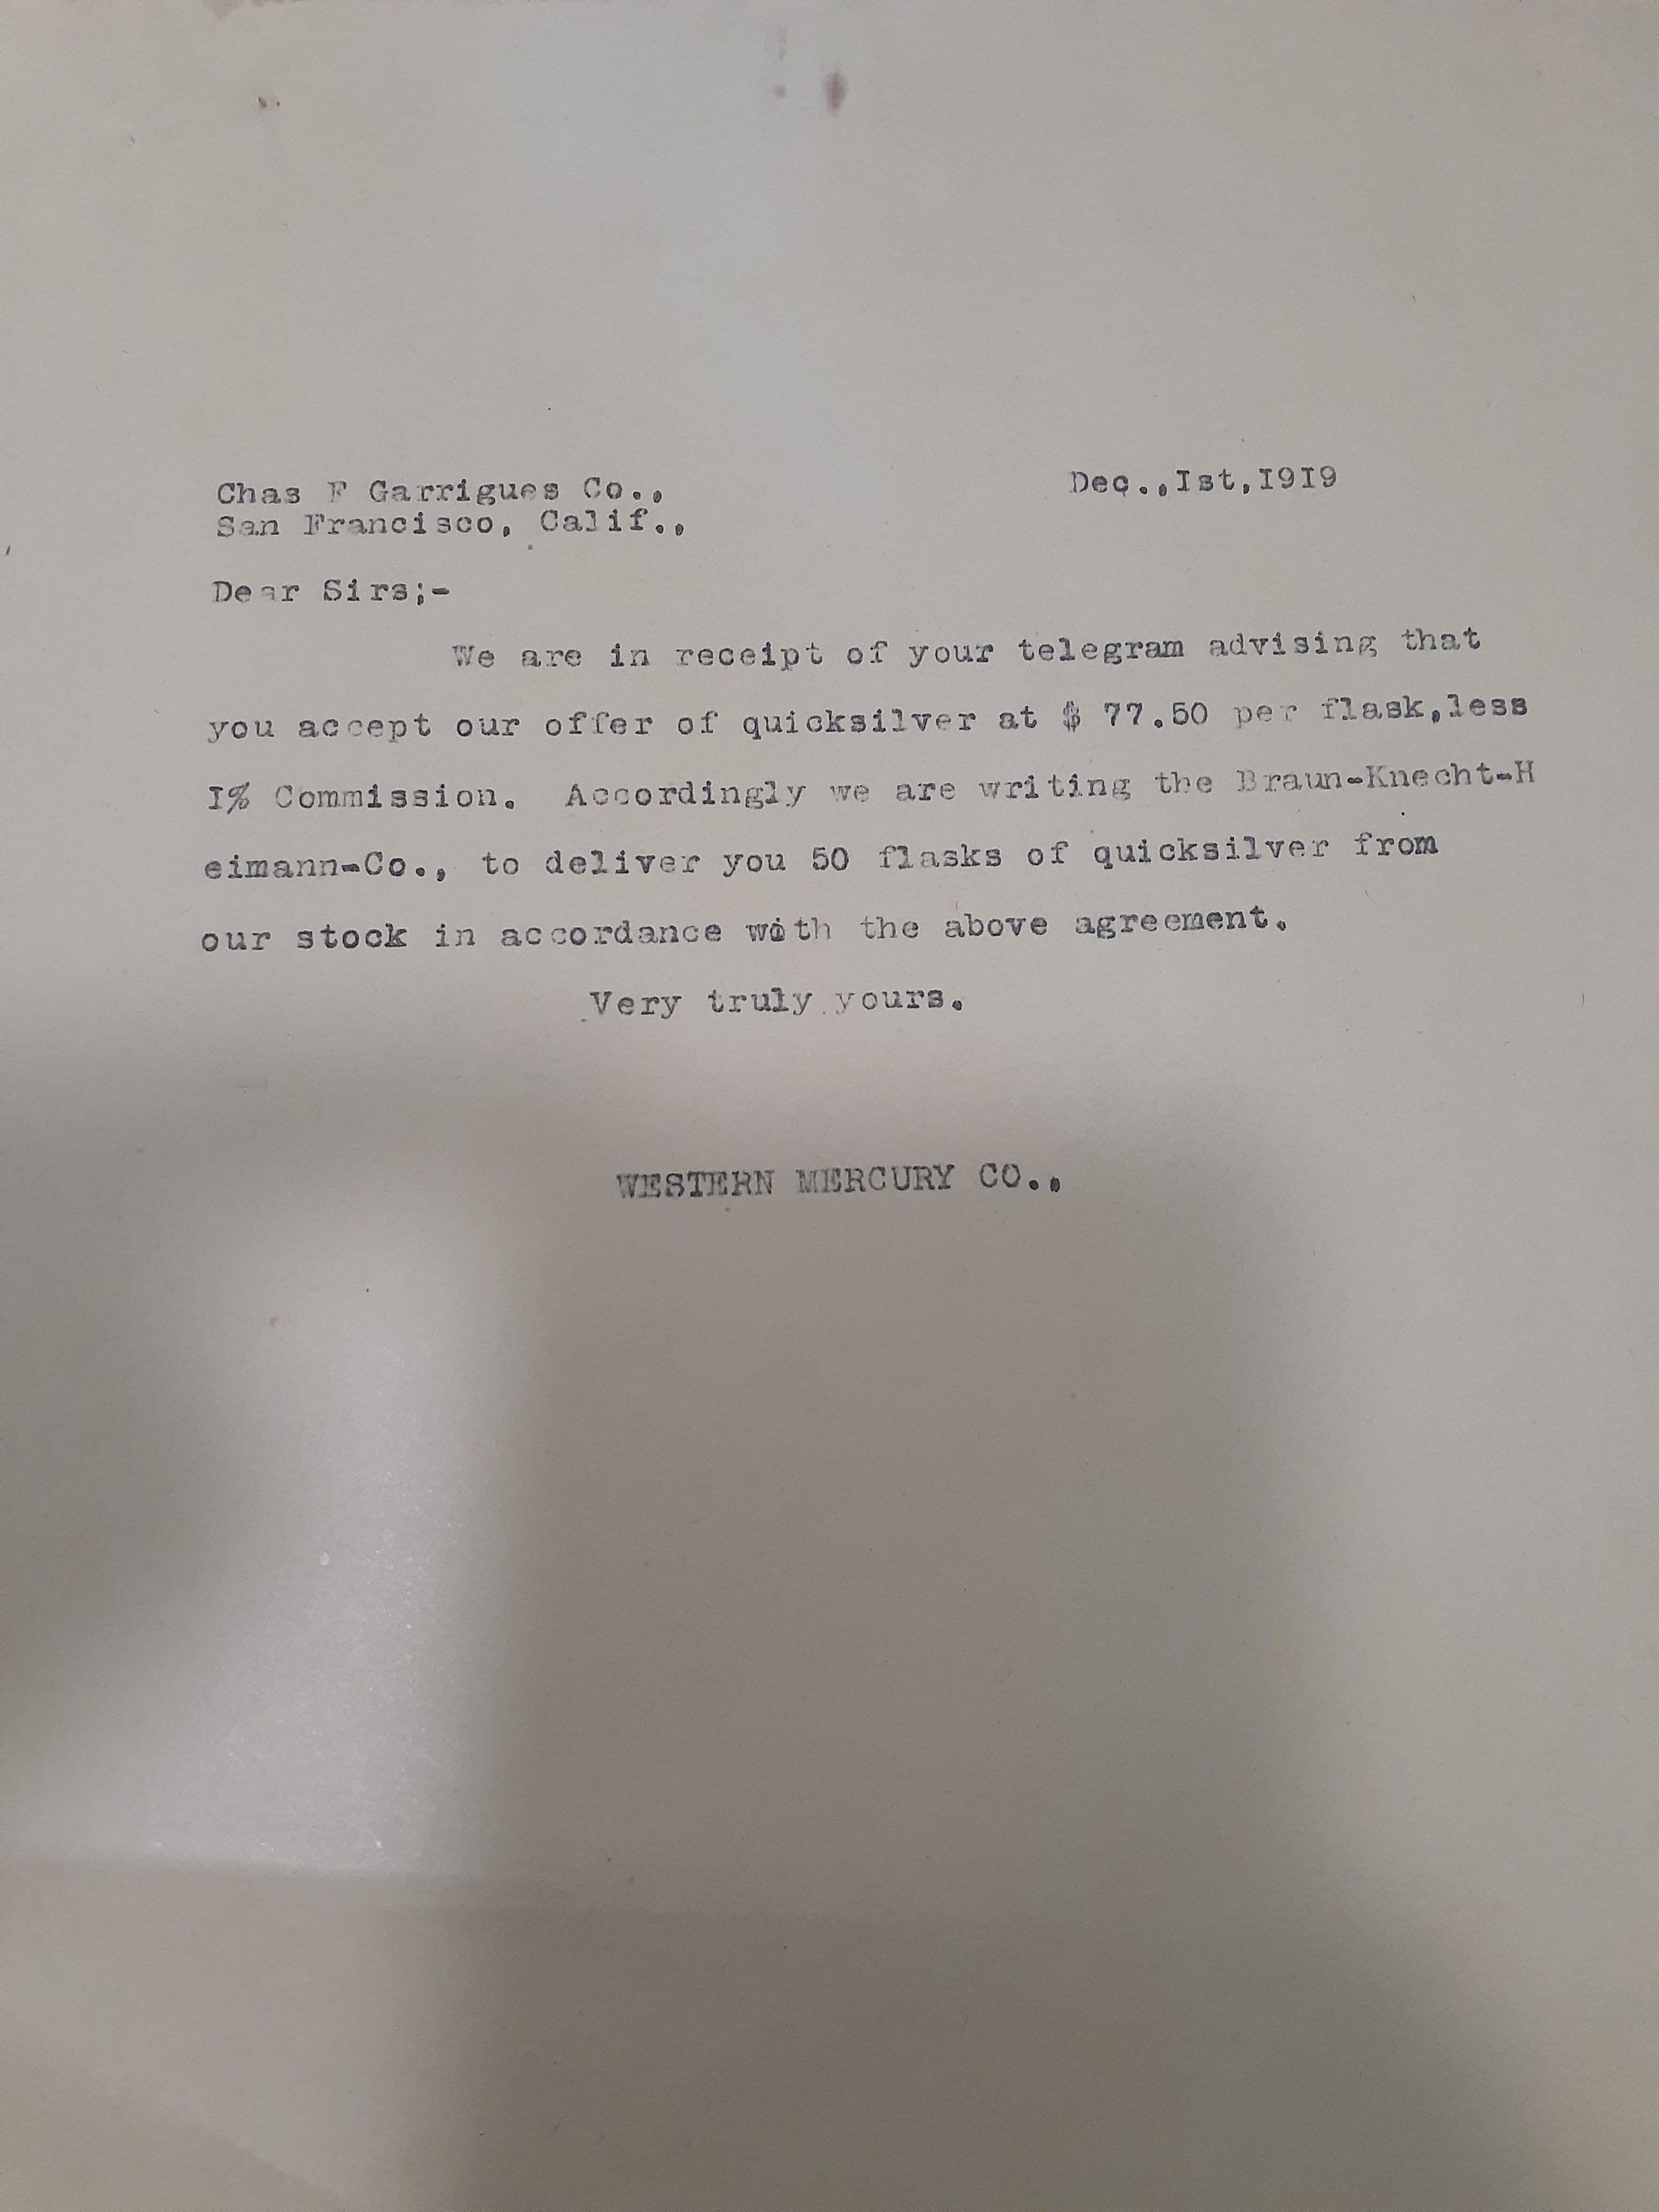 Dec.,Ist,I9I9
Chas F Garrigues Co.,
San Francisco, Calif.,
Dear Sirs;-
We are in receipt of your telegram advising that
you accept our offer of quicksilver at $ 77.50 per flask,less
I% Commission. Accordingly we are writing the Braun-Knecht-H
eimann-Co., to deliver you 50 flasks of quicksilver from
our stock in accordance with the above agreement.
Very truly yours.
WESTERN MERCURY CO.,